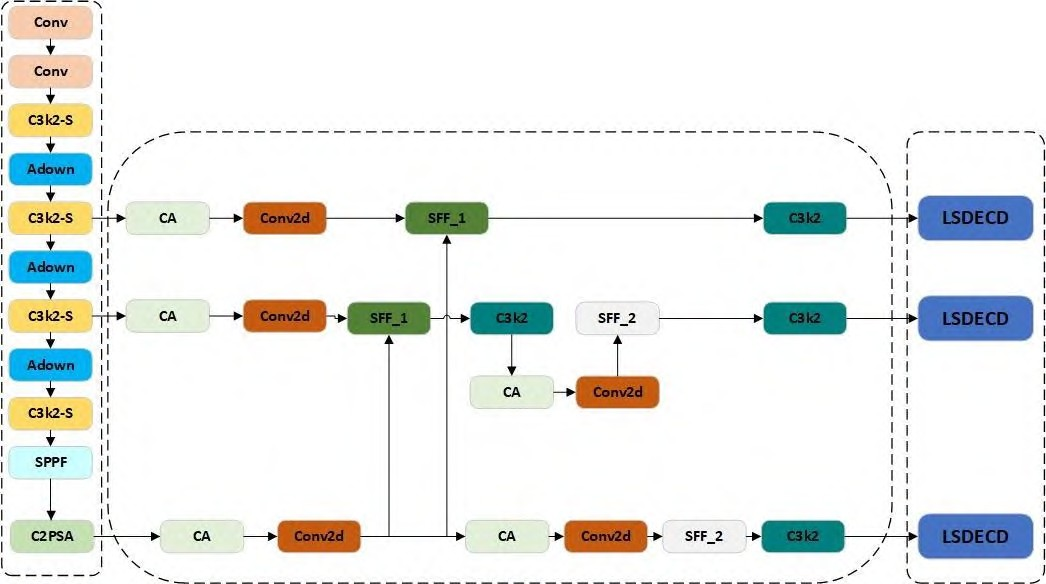 Conv
Conv
C3k2-S
Adown
C3k2-S
Adown
C3k2-S
Adown
C3k2-S
SPPF
C2PSA
CA
Conv2d
SFF_1
C3k2
LSDECD
CA
Conv2d
SFF_1
C3k2
SFF_2
C3k2
LSDECD
CA
Conv2d
CA
Conv2d
CA
Conv2d
SFF_2
C3k2
LSDECD